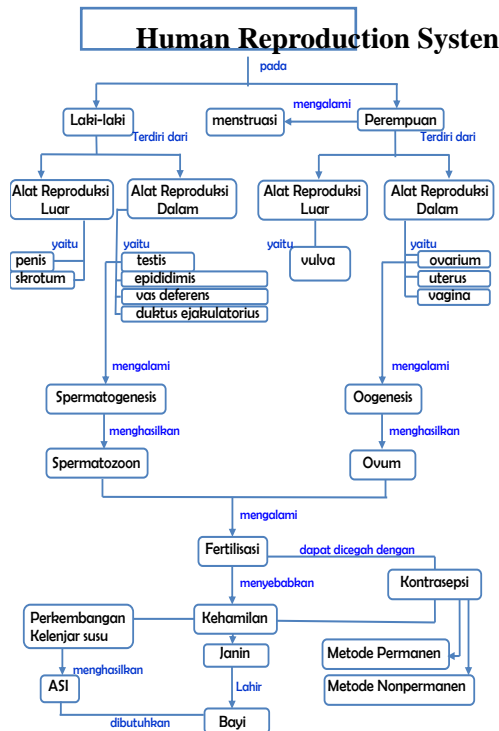 Human Reproduction Systen
pada
Laki-laki
menstruasi
mengalami
Perempuan
Terdiri dari
Terdiri dari
Alat Reproduksi
Luar
Alat Reproduksi
Dalam
Alat Reproduksi
Luar
Alat Reproduksi
Dalam
yaitu
yaitu
yaitu
yaitu
penis
skrotum
testis
epididimis
vas deferens
duktus ejakulatorius
vulva
ovarium
uterus
vagina
mengalami
mengalami
Spermatogenesis
Oogenesis
menghasilkan
menghasilkan
Spermatozoon
Ovum
mengalami
Fertilisasi
dapat dicegah dengan
menyebabkan
Kontrasepsi
Perkembangan
Kelenjar susu
Kehamilan
Janin
Metode Permanen
menghasilkan
ASI
Lahir
Metode Nonpermanen
dibutuhkan
Bayi